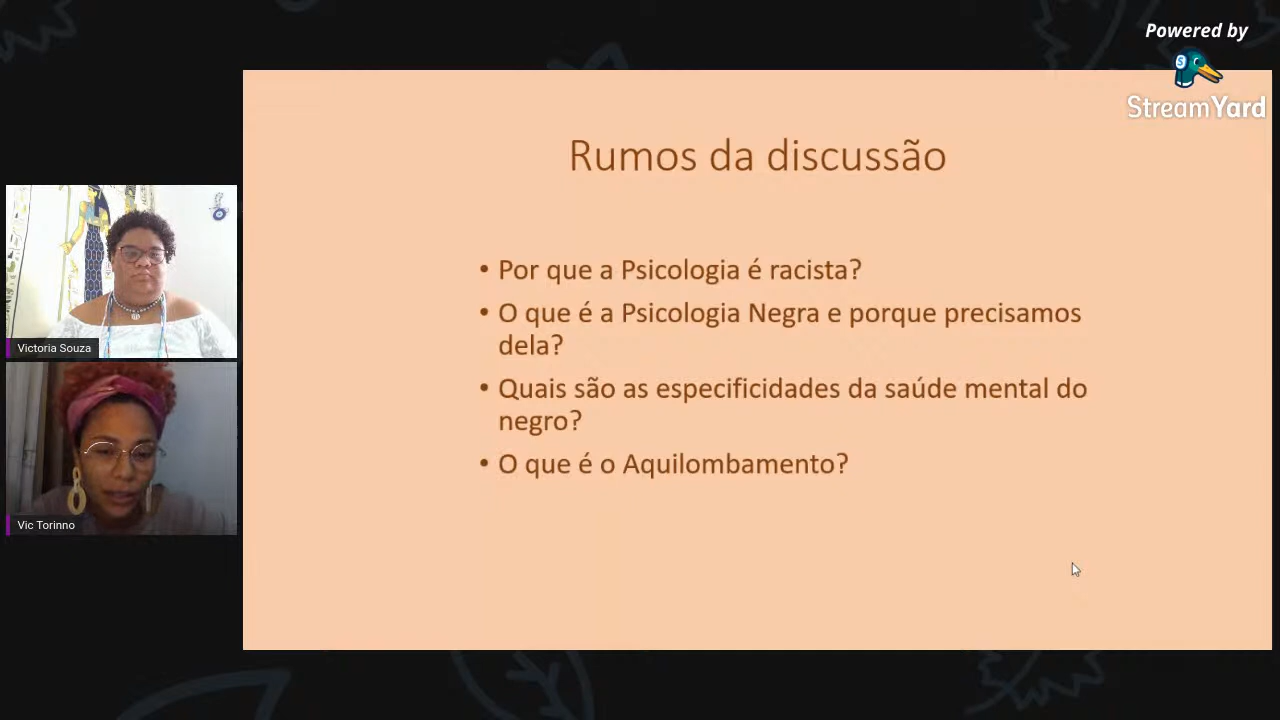 Powered by
StreamYard
Rumos da discussão
• Por que a Psicologia é racista?
• O que é a Psicologia Negra e porque precisamos
dela?
• Quais são as especificidades da saúde mental do
negro?
• O que é o Aquilombamento?
Victoria Souza
Vic Torinno